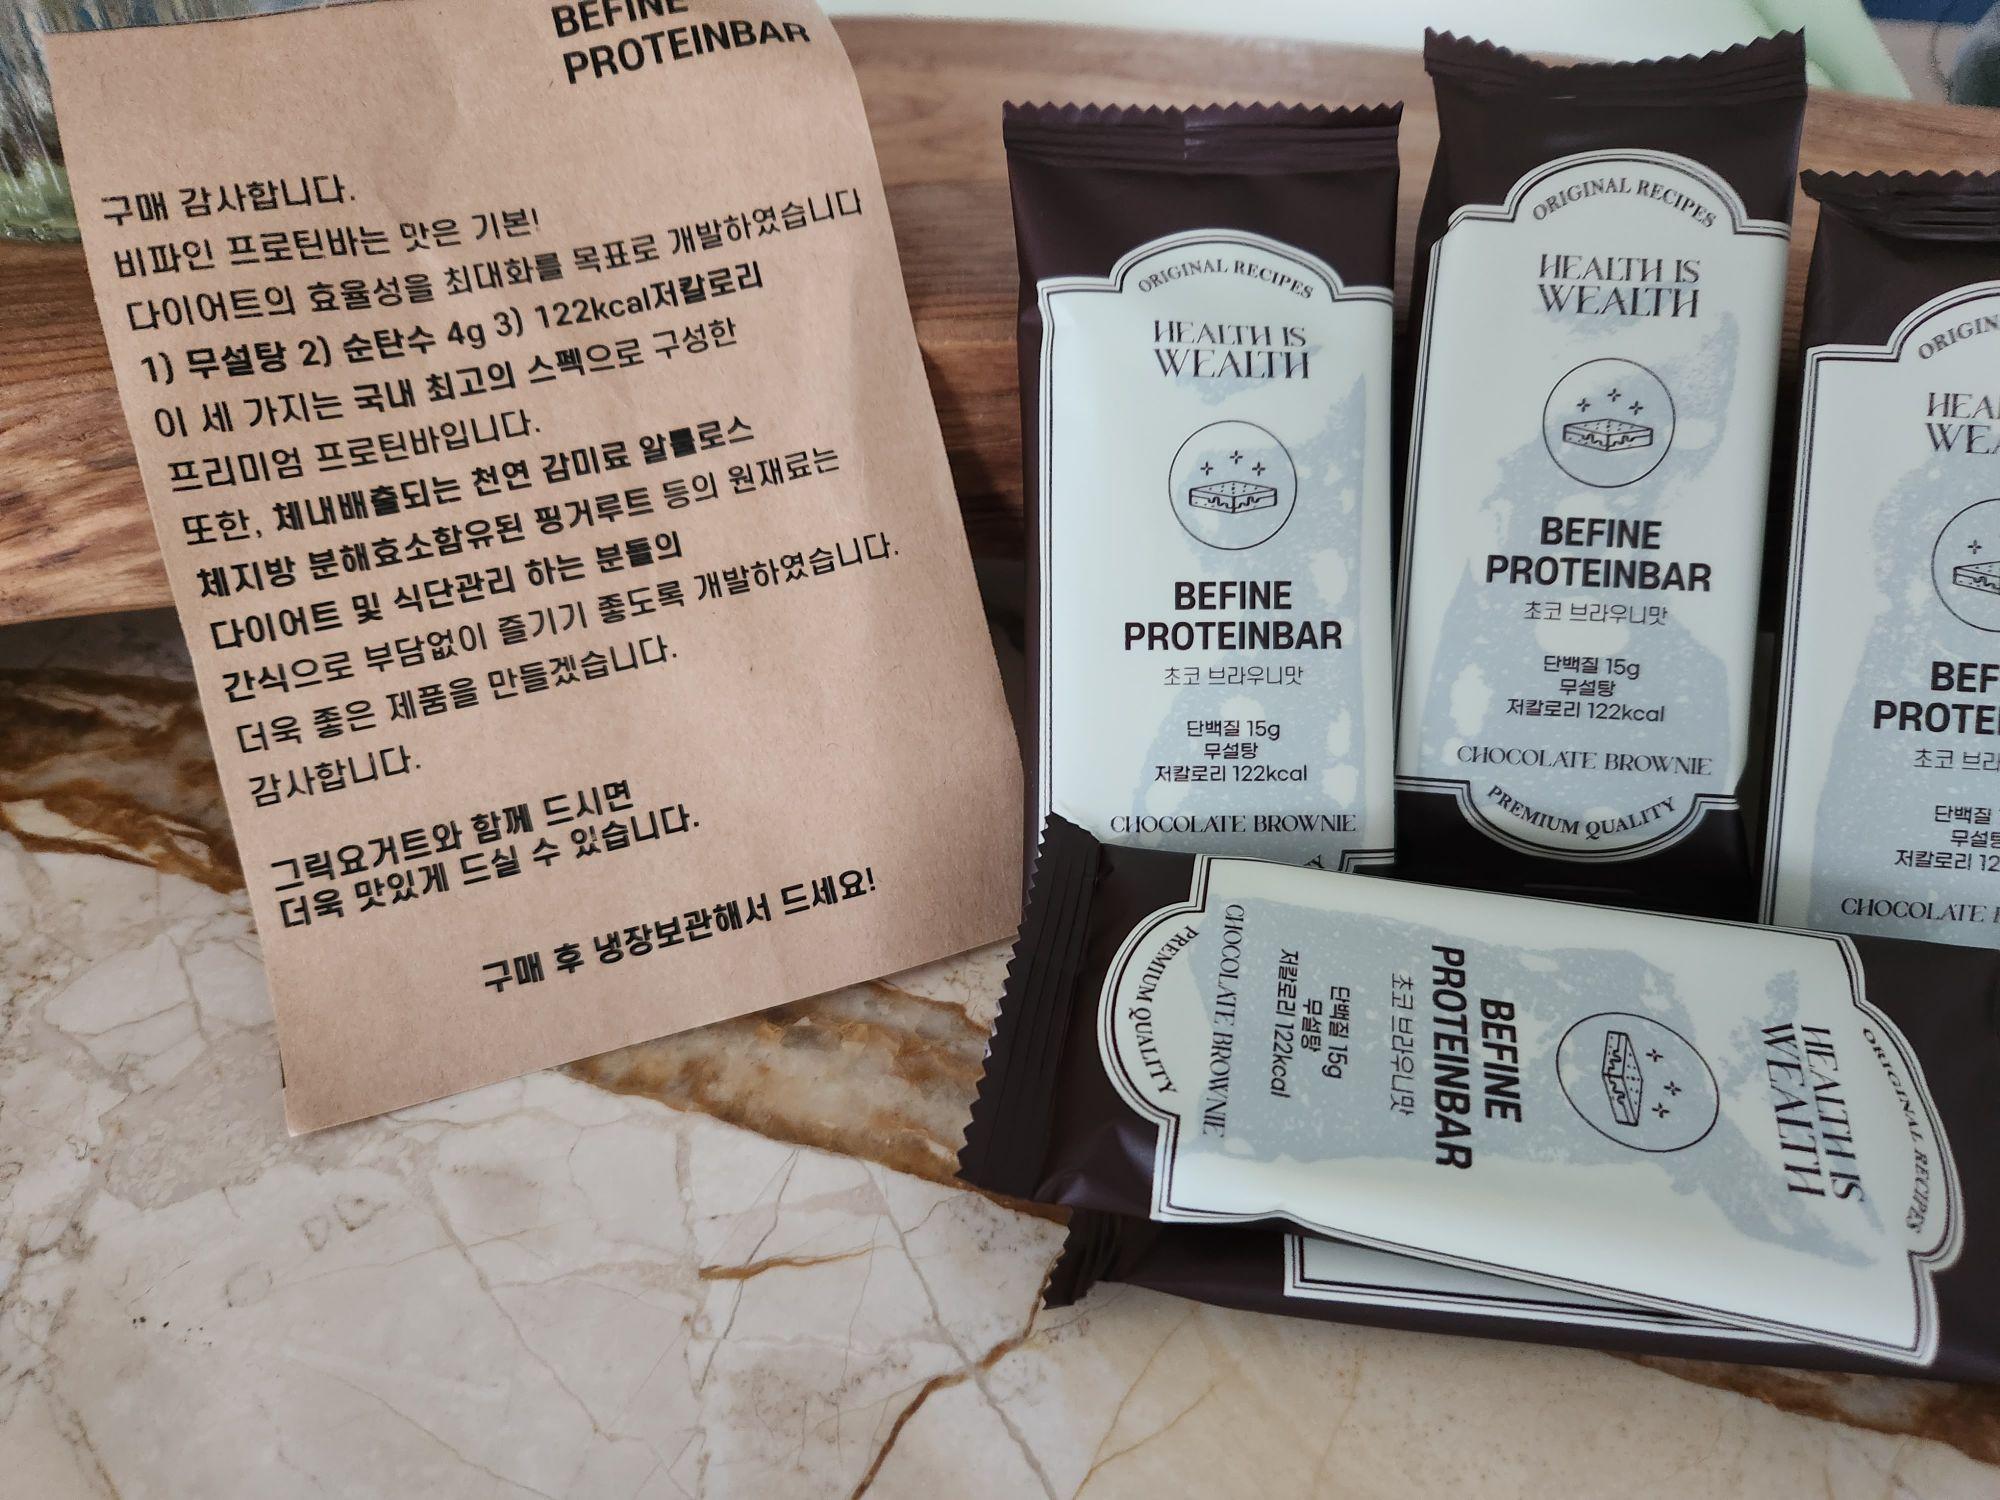 BEFINE
PROTEINBAR
구매 감사합니다.
비파인 프로틴바는 맛은 기본!
다이어트의 효율성을 최대화를 목표로 개발하였습니다
1) 무설탕 2) 순탄수 4g 3) 122kcal저칼로리
이 세 가지는 국내 최고의 스펙으로 구성한
프리미엄 프로틴바입니다.
또한, 체내배출되는 천연 감미료 알룰로스
체지방 분해효소함유된 핑거루트 등의 원재료는
다이어트 및 식단관리 하는 분들의
간식으로 부담없이 즐기기 좋도록 개발하였습니다.
더욱 좋은 제품을 만들겠습니다.
감사합니다.
그릭요거트와 함께 드시면
더욱 맛있게 드실 수 있습니다.
구매 후 냉장보관해서 드세요!
ORIGINAL RECIPES
HEALTH IS
WEALTH
BEFINE
PROTEINBAR
초코 브라우니맛
단백질 15g
무설탕
저칼로리 122kcal
CHOCOLATE BROWNIE
ORIGINAL RECIPES
HEALTH IS
WEALTH
BEFINE
PROTEINBAR
초코 브라우니맛
단백질 15g
무설탕
저칼로리 122kcal
CHOCOLATE BROWNIE
PREMIUM QUALITY
초코
단백질
CHOCOLATE
ORIGINAL RECIPES
HEALTH IS
WEALTH
BEFINE
PROTEINBAR
초코 브라우니맛
단백질 15g
무설탕
저칼로리 122kcal
CHOCOLATE BROWNIE
PREMIUM QUALITY